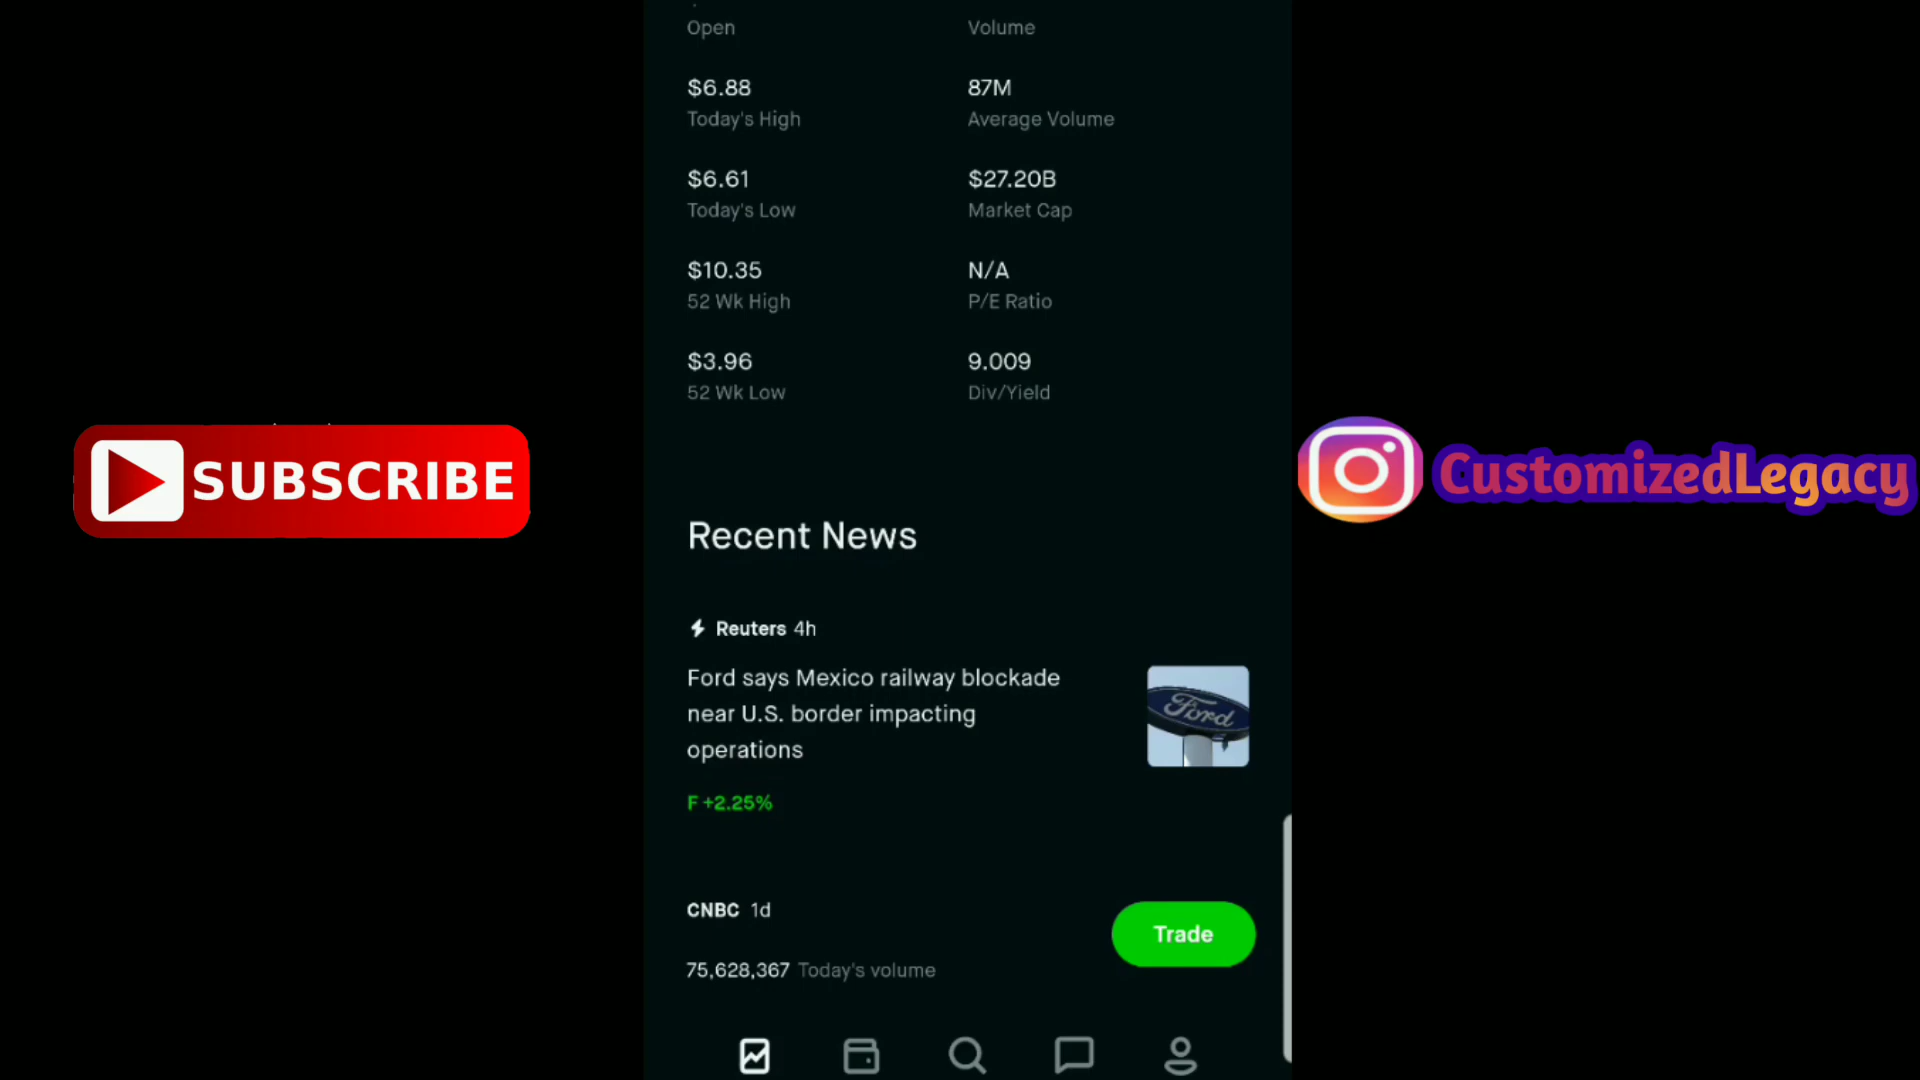 Open
Volume
$6.88
87M
Today's High
Average Volume
$6.61
$27.20B
Today's Low
Market Cap
$10.35
N/A
52 Wk High
P/E Ratio
$3.96
9.009
52 Wk Low
Div/Yield
SUBSCRIBE
CustomizedLegacy
Recent News
Reuters 4h
Ford says Mexico railway blockade
near U.S. border impacting
operations
Ford
F +2.25%
CNBC 1d
Trade
75,628,367 Today's volume